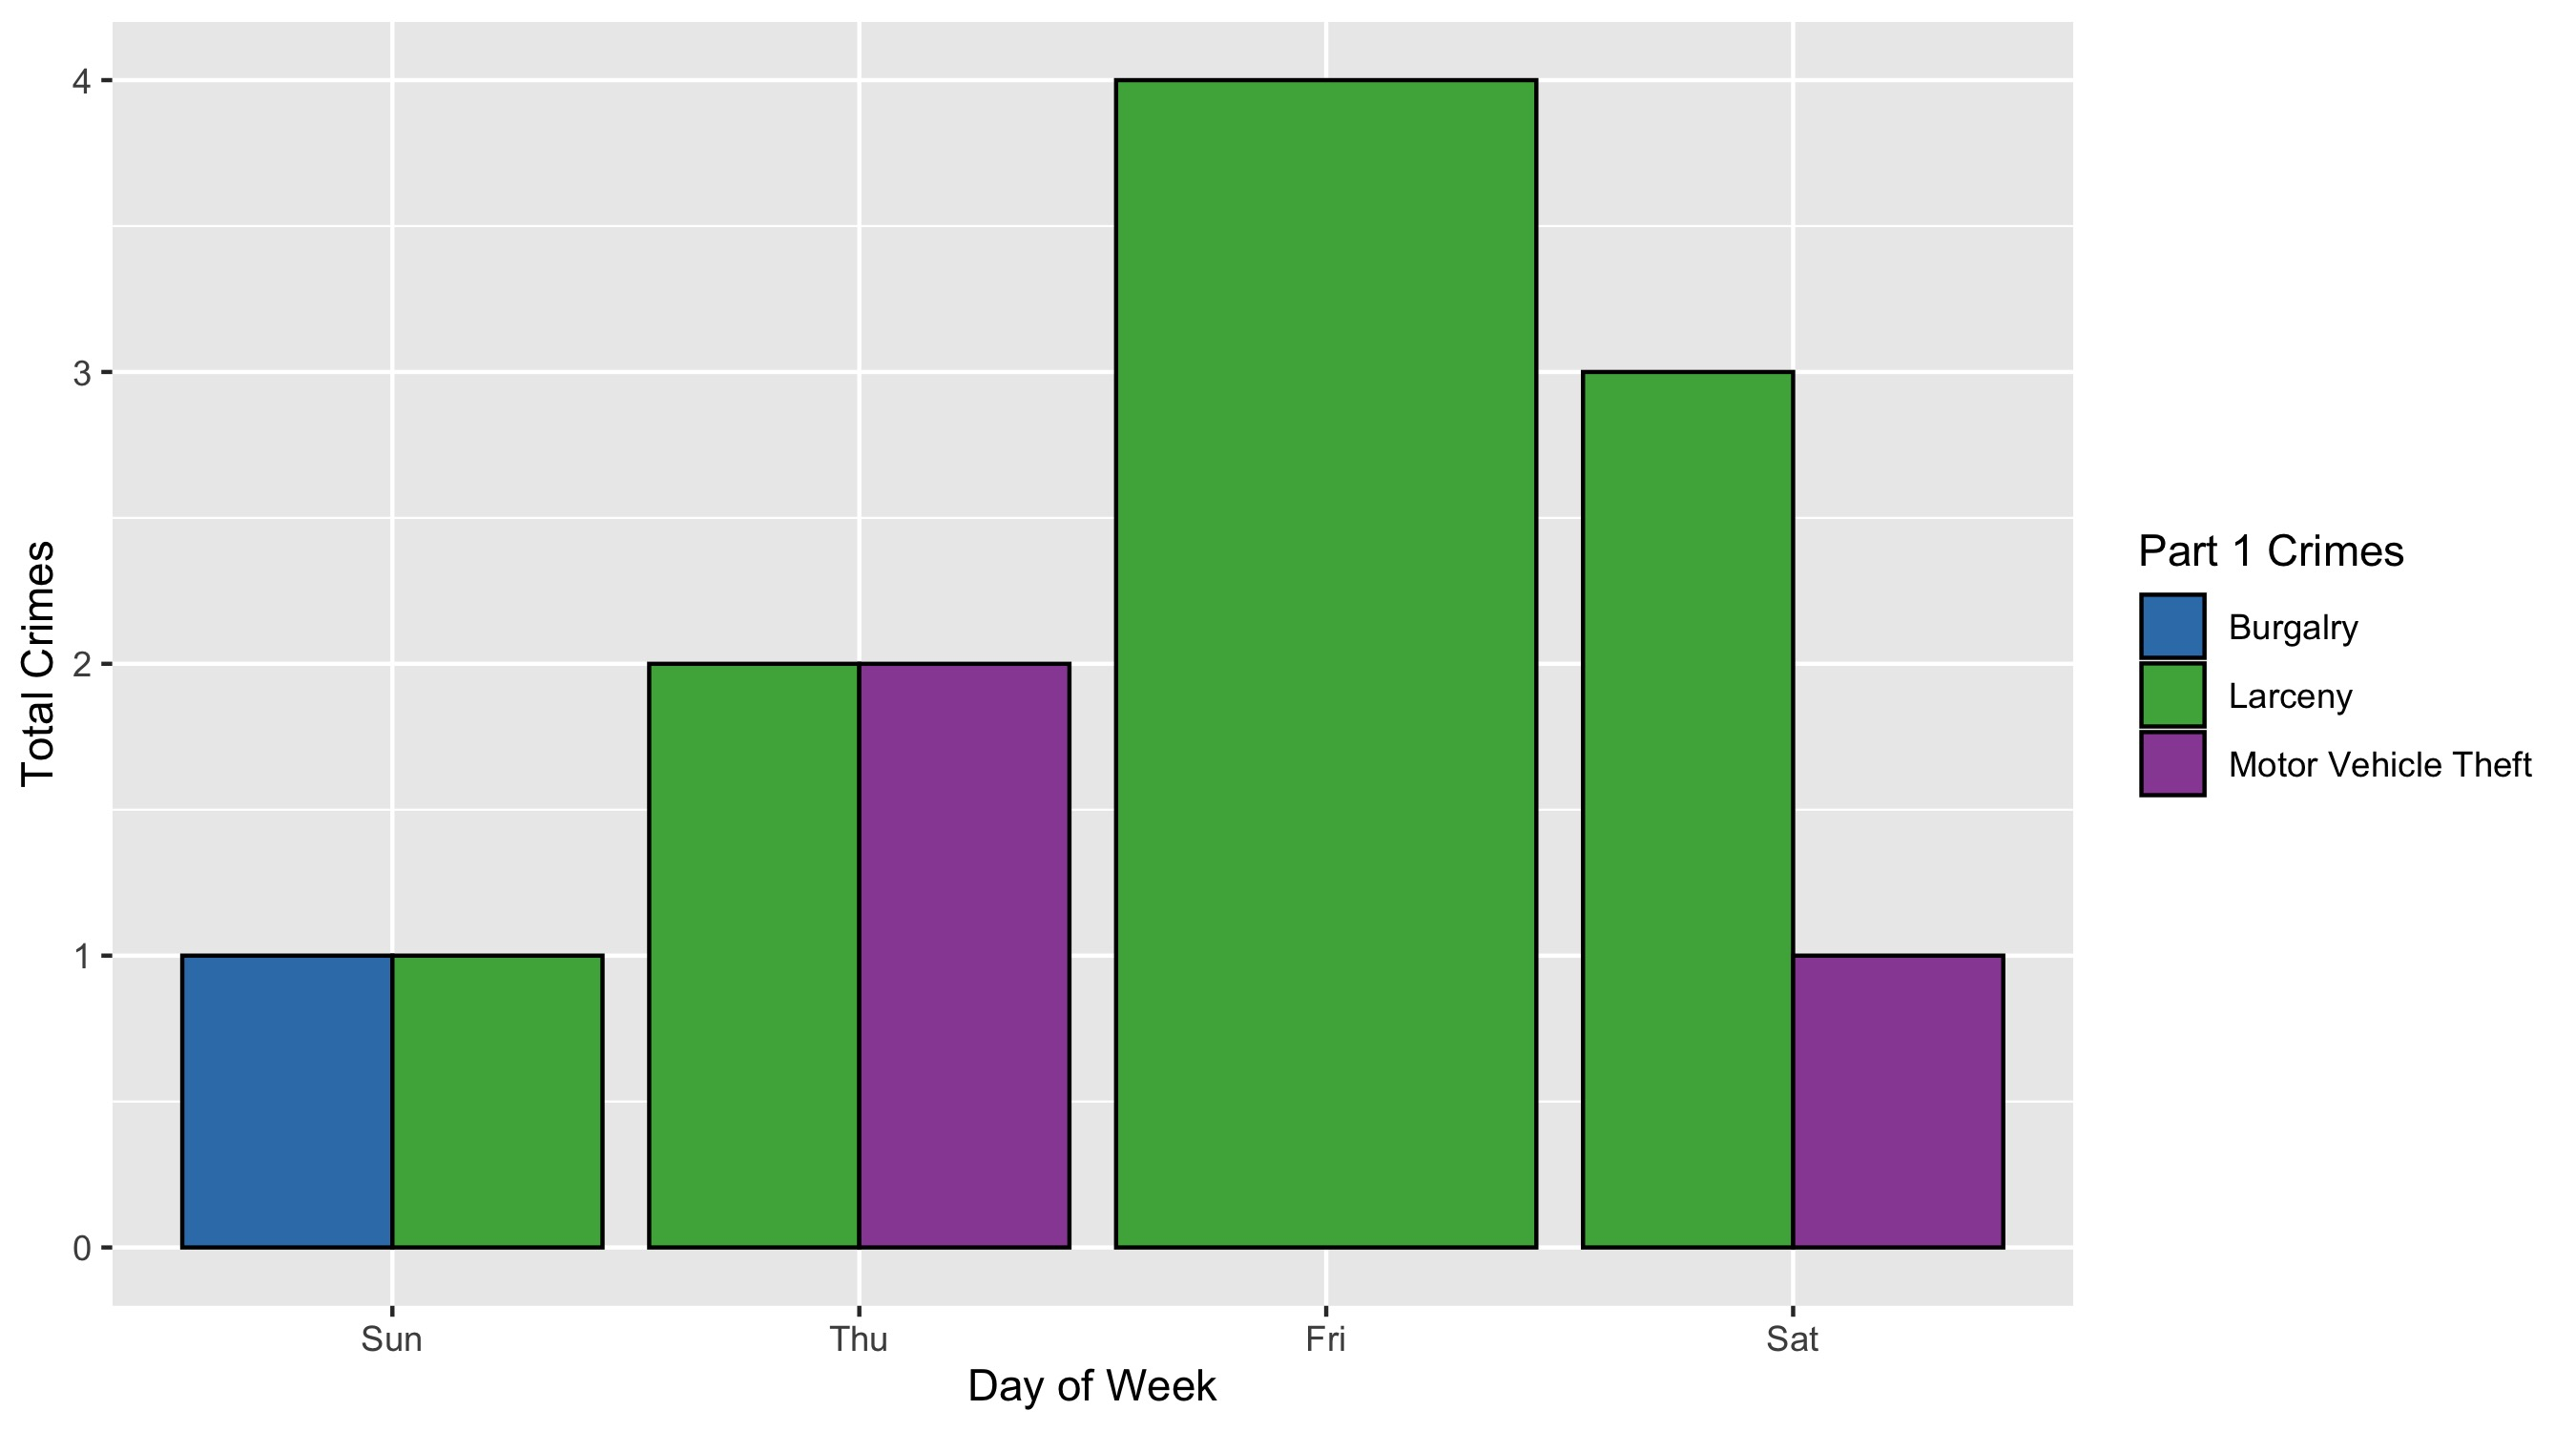 4
3
2
1
0
Total Crimes
Sun Thu Fri Sat
Day of Week
Part 1 Crimes
Burgalry
Larceny
Motor Vehicle Theft